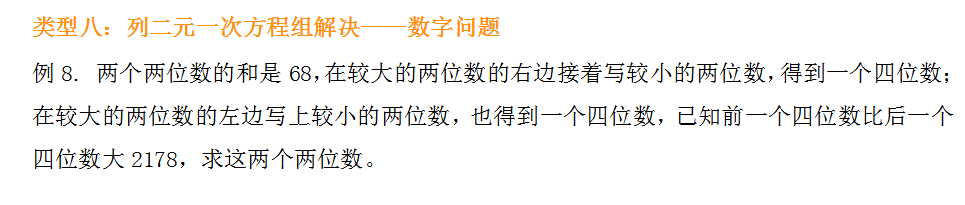 类型八：列二元一次方程组解决——数字问题
例 8. 两个两位数的和是 68，在较大的两位数的右边接着写较小的两位数，得到一个四位数；
在较大的两位数的左边写上较小的两位数，也得到一个四位数，已知前一个四位数比后一个
四位数大 2178，求这两个两位数。